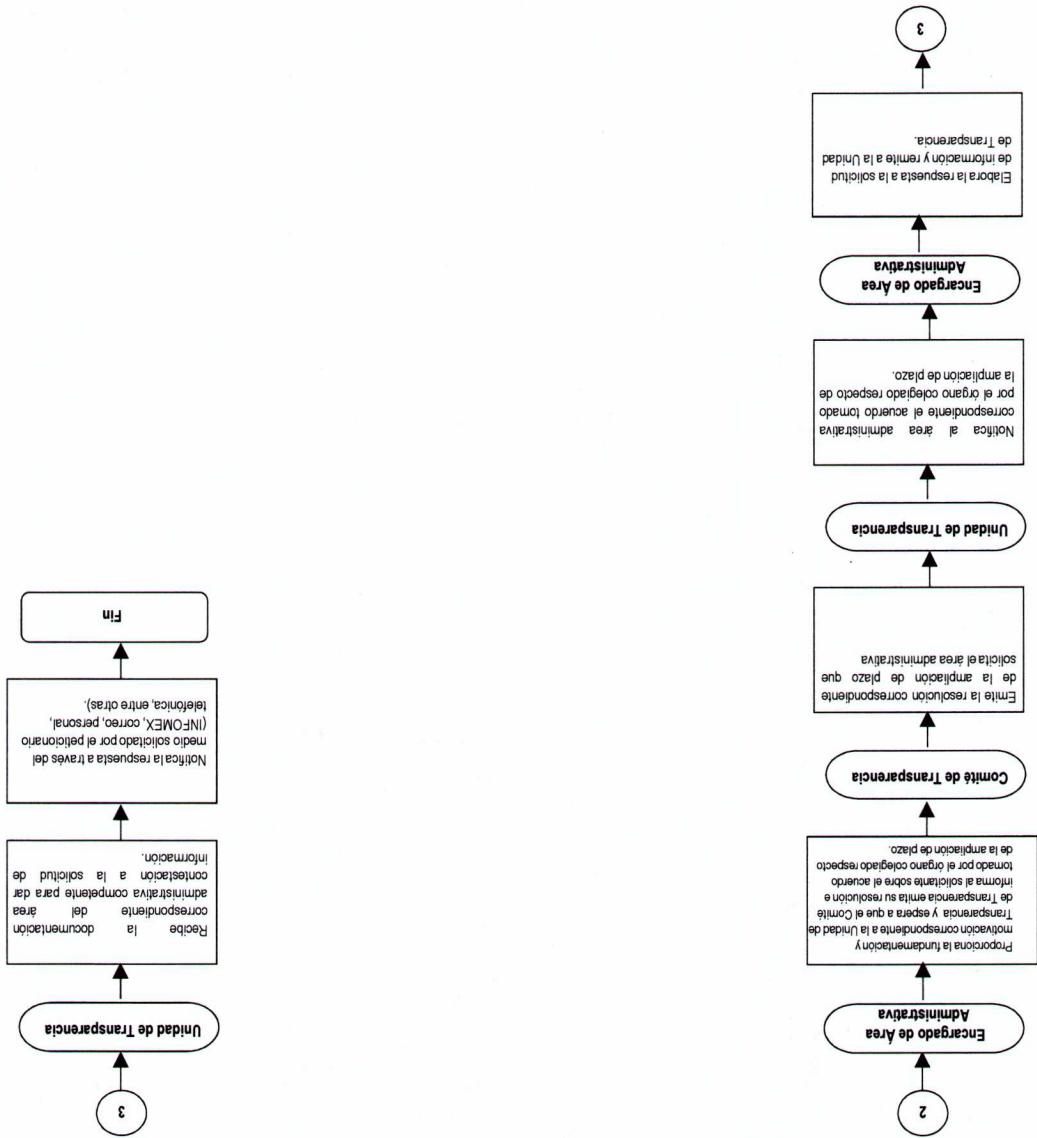 2
Encargado de Área
Administrativa
Proporciona la fundamentación y
motivación correspondiente a la Unidad de
Transparencia y espera a que el Comité
de Transparencia emita su resolución e
informa al solicitante sobre el acuerdo
tomado por el órgano colegiado respecto
de la ampliación de plazo.
Comité de Transparencia
Emite la resolución correspondiente
de la ampliación de plazo que
solicita el área administrativa
Unidad de Transparencia
Notifica al área administrativa
correspondiente el acuerdo tomado
por el órgano colegiado respecto de
la ampliación de plazo.
Encargado de Área
Administrativa
Elabora la respuesta a la solicitud
de información y remite a la Unidad
de Transparencia.
3
3
Unidad de Transparencia
Recibe la documentación
correspondiente del área
administrativa competente para dar
contestación a la solicitud de
información.
Notifica la respuesta a través del
medio solicitado por el peticionario
(INFOMEX, correo, personal,
telefónica, entre otras).
Fin